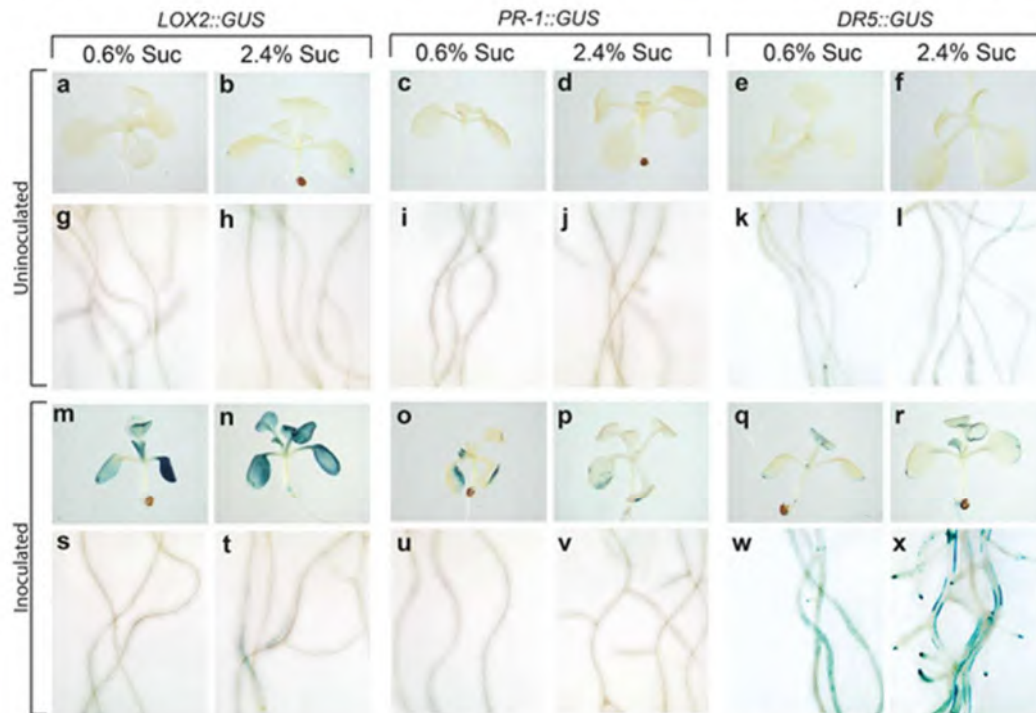 LOX2::GUS PR-1::GUS DR5::GUS
0.6% Suc 2.4% Suc 0.6% Suc 2.4% Suc 0.6% Suc 2.4% Suc
Uninoculated
a b c d e f
g h i j k l
Inoculated
m n o p q r
s t u v w x